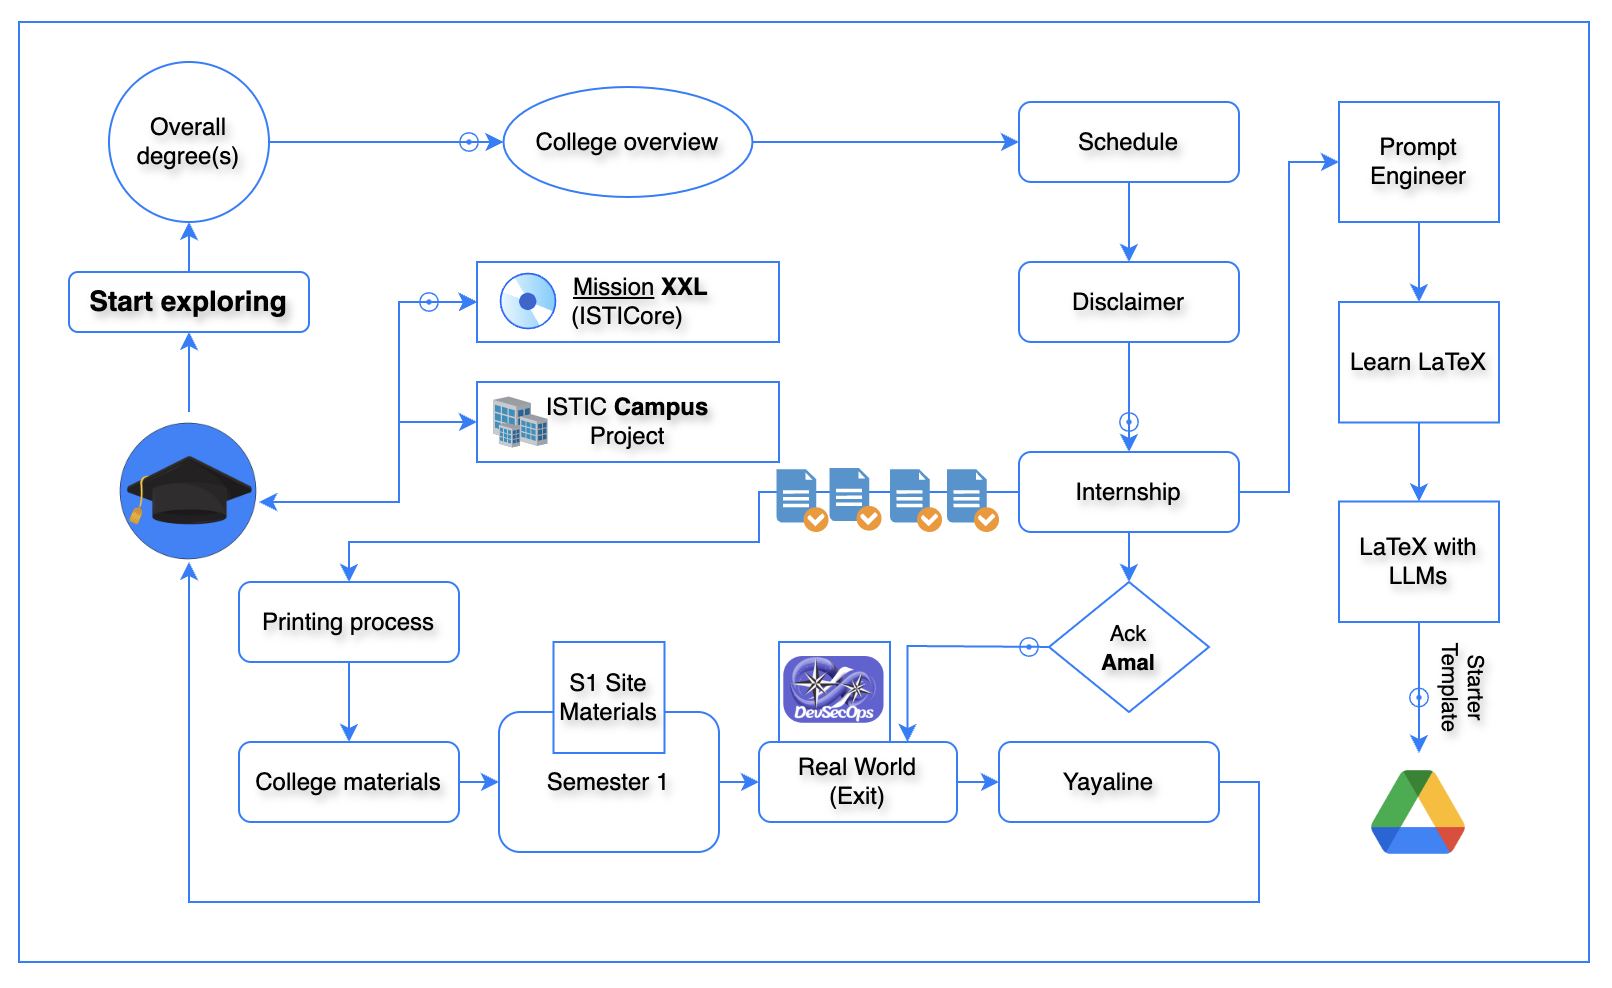 Overall
degree(s)
College overview
Schedule
Prompt
Engineer
Start exploring
Mission XXL
(ISTICore)
Disclaimer
Learn LaTeX
ISTIC Campus
Project
Internship
LaTeX with
LLMs
Printing process
Ack
Amal
S1 Site
Materials
DevSecOps
Starter
Template
College materials
Semester 1
Real World
(Exit)
Yayaline